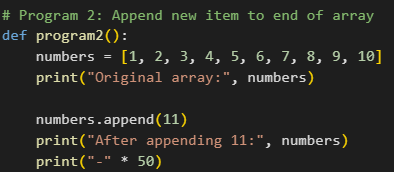 # Program 2: Append new item to end of array
def program2():
    numbers = [1, 2, 3, 4, 5, 6, 7, 8, 9, 10]
    print("Original array:", numbers)

    numbers.append(11)
    print("After appending 11:", numbers)
    print("-" * 50)